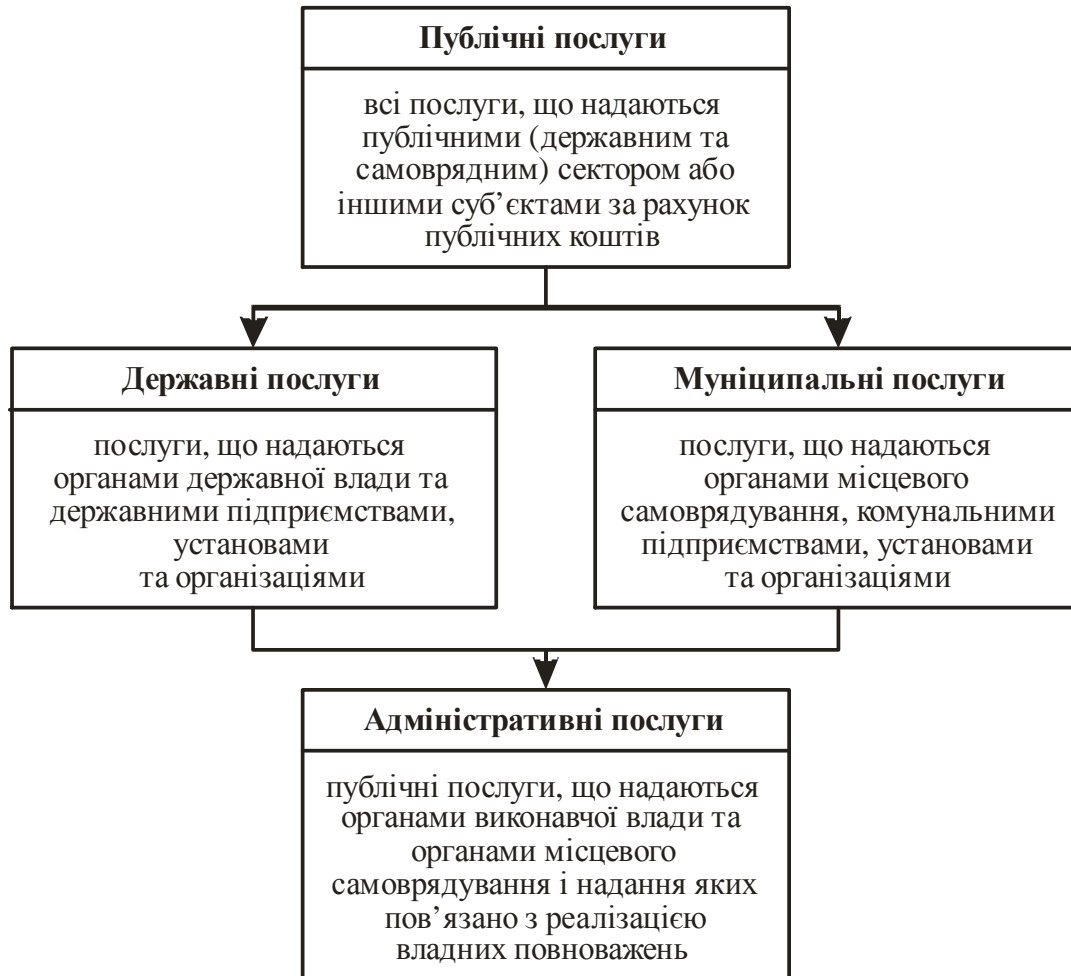 Публічні послуги
всі послуги, що надаються
публічними (державним та
самоврядним) сектором або
іншими суб’єктами за рахунок
публічних коштів
Державні послуги
послуги, що надаються
органами державної влади та
державними підприємствами,
установами
та організаціями
Муніципальні послуги
послуги, що надаються
органами місцевого
самоврядування, комунальними
підприємствами, установами
та організаціями
Адміністративні послуги
публічні послуги, що надаються
органами виконавчої влади та
органами місцевого
самоврядування і надання яких
пов’язано з реалізацією
владних повноважень